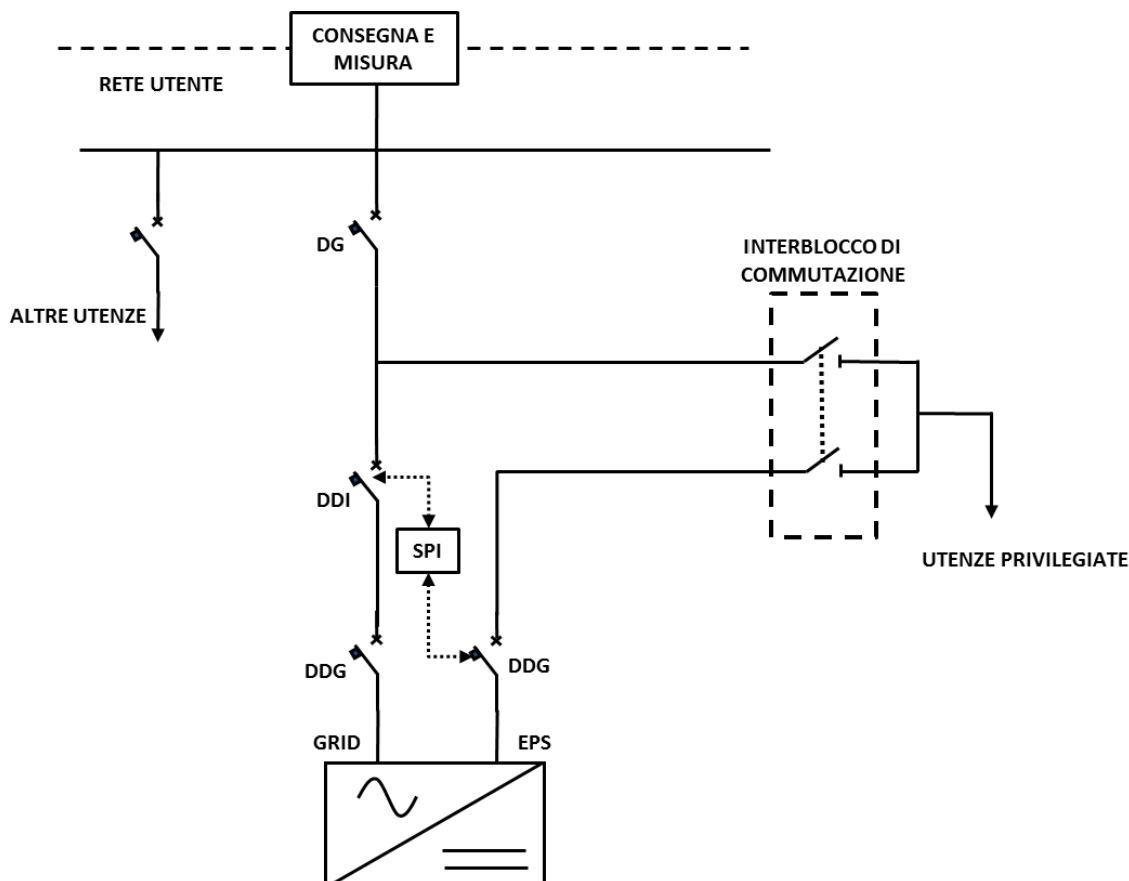 CONSEGNA E
MISURA
RETE UTENTE
DG
INTERBLOCCO DI
COMMUTAZIONE
ALTRE UTENZE
DDI
SPI
UTENZE PRIVILEGIATE
DDG
DDG
GRID
EPS